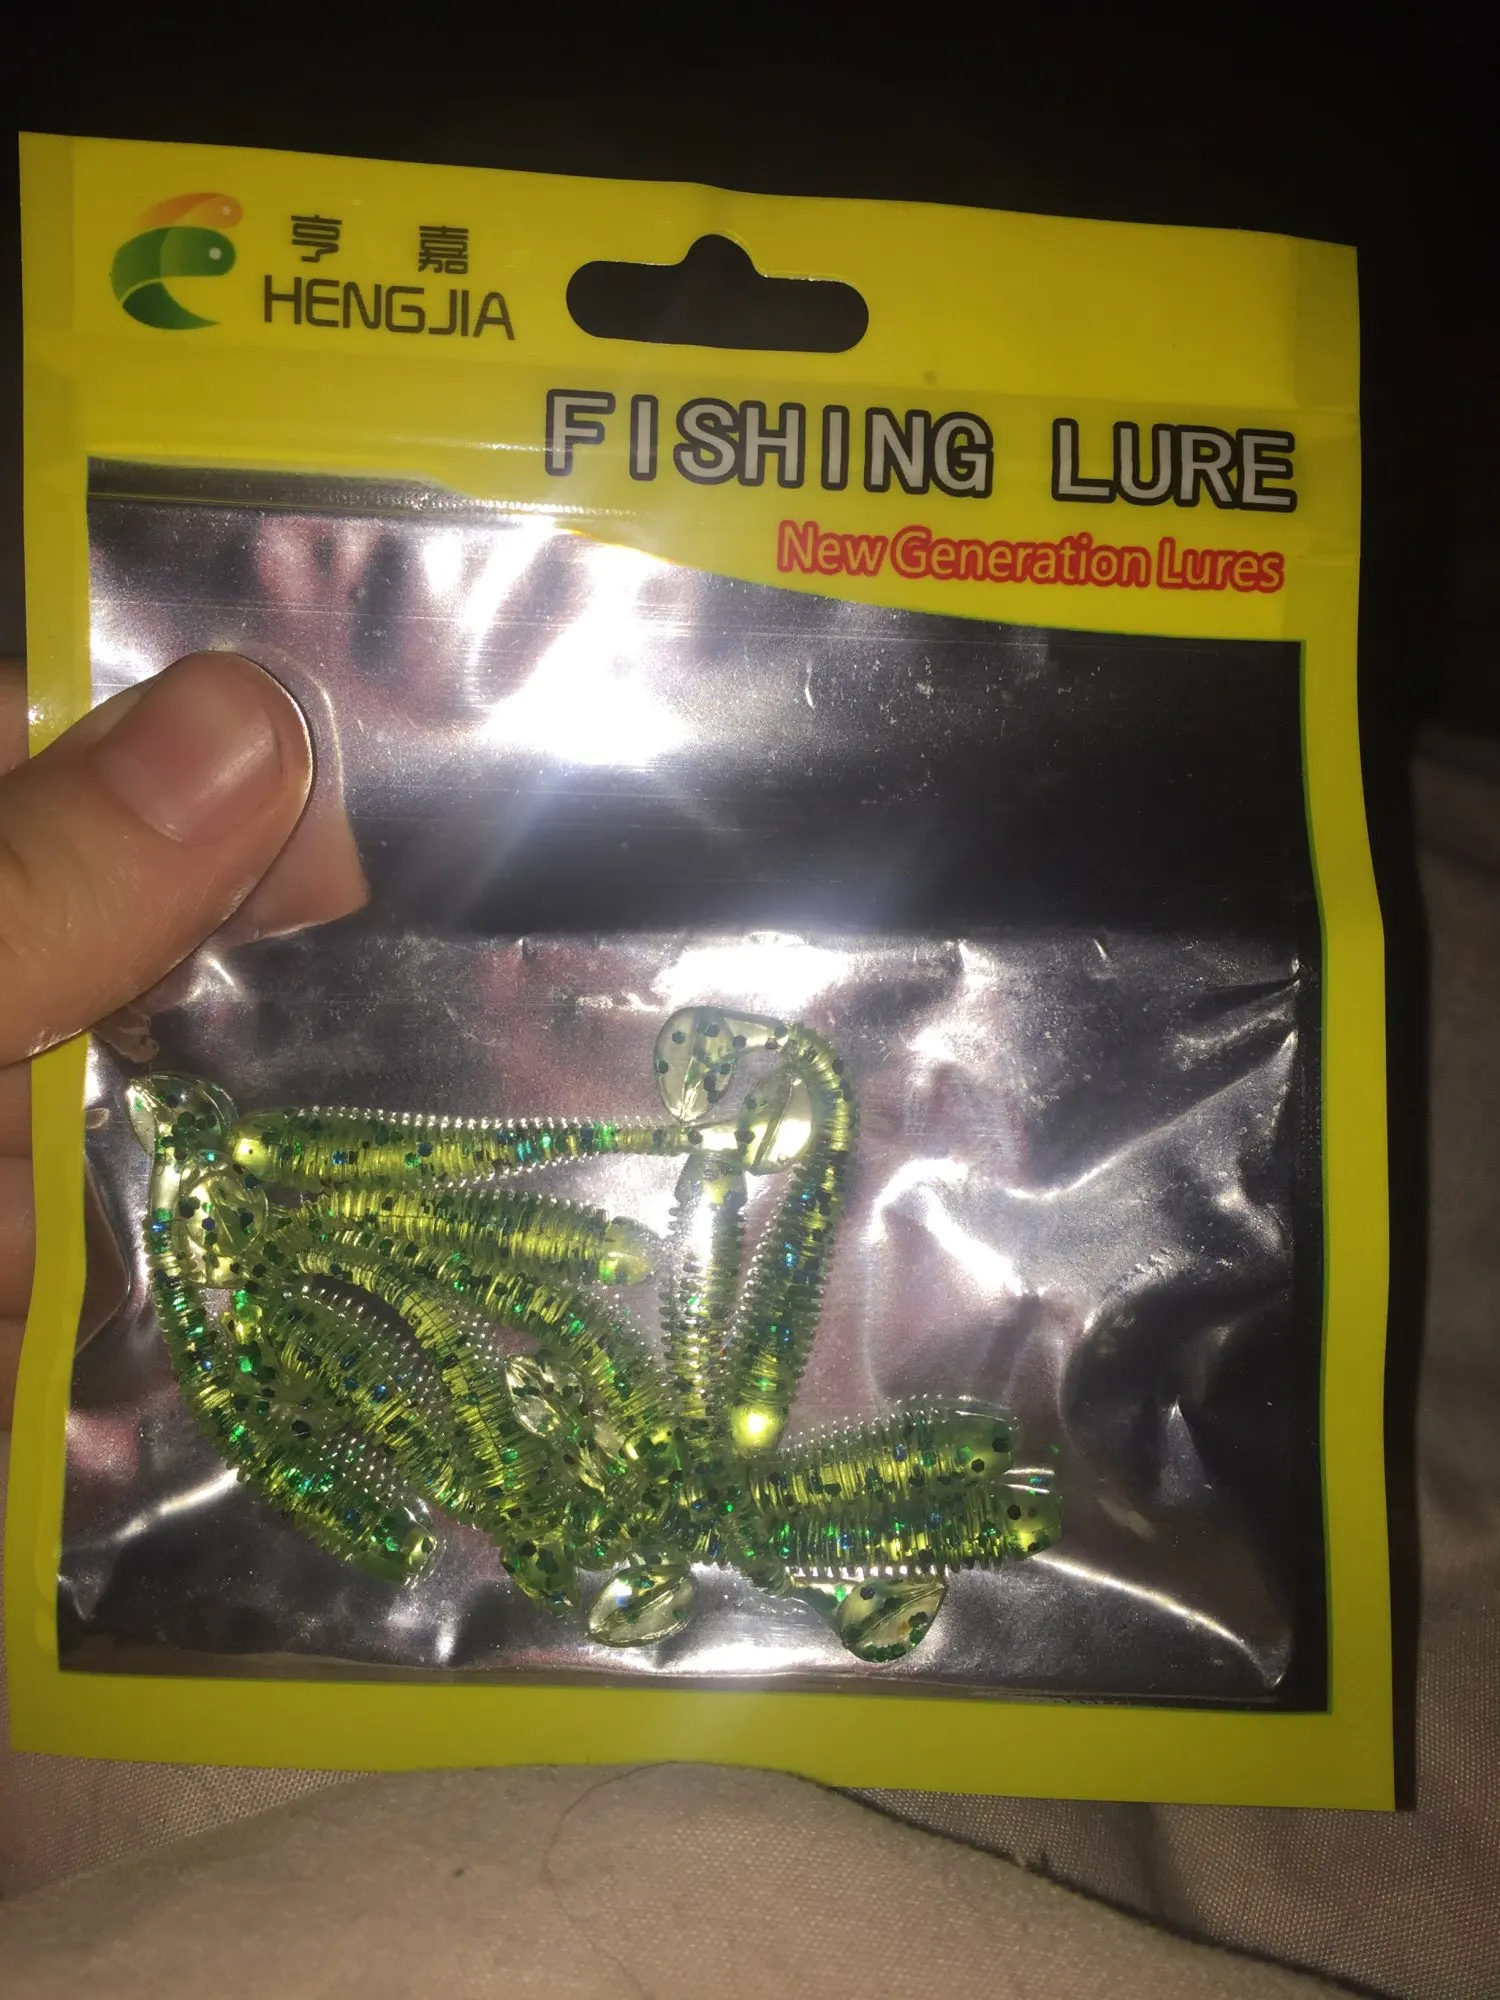 亨嘉
HENGJIA
FISHING LURE
New Generation Lures